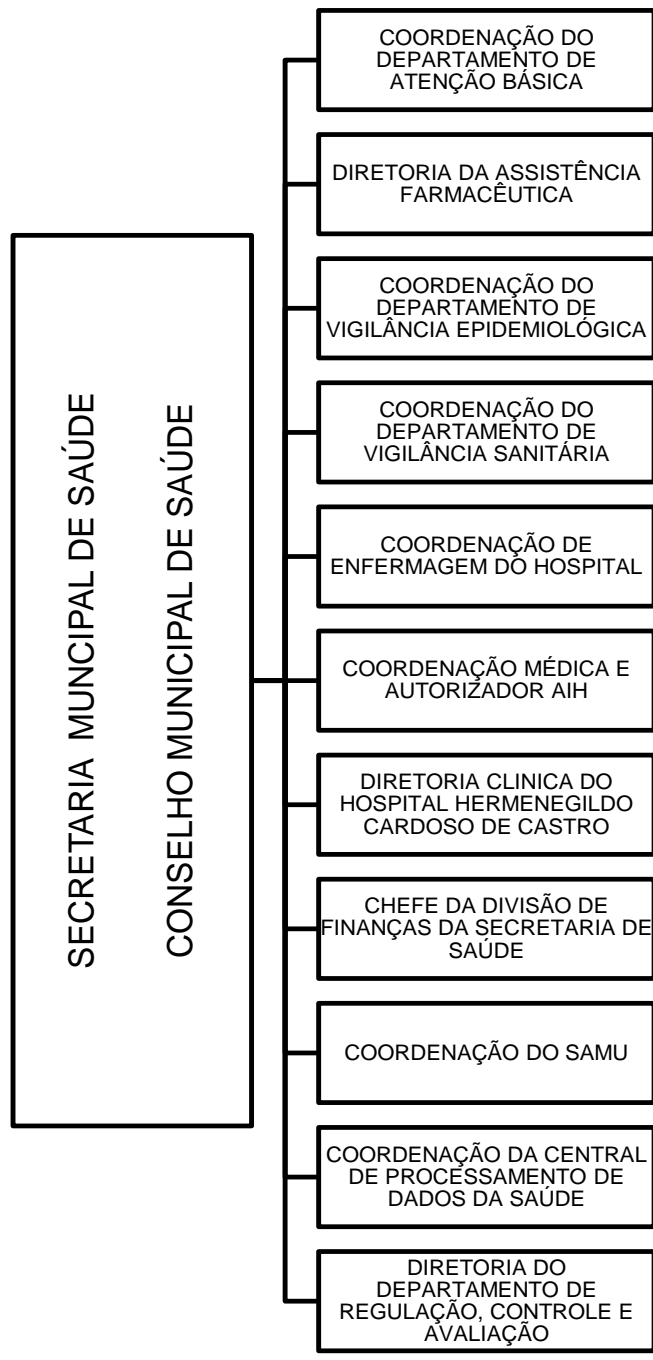 SECRETARIA MUNCIPAL DE SAÚDE
CONSELHO MUNICIPAL DE SAÚDE
COORDENAÇÃO DO
DEPARTAMENTO DE
ATENÇÃO BÁSICA
DIRETORIA DA ASSISTÊNCIA
FARMACÊUTICA
COORDENAÇÃO DO
DEPARTAMENTO DE
VIGILÂNCIA EPIDEMIOLÓGICA
COORDENAÇÃO DO
DEPARTAMENTO DE
VIGILÂNCIA SANITÁRIA
COORDENAÇÃO DE
ENFERMAGEM DO HOSPITAL
COORDENAÇÃO MÉDICA E
AUTORIZADOR AIH
DIRETORIA CLINICA DO
HOSPITAL HERMENEGILDO
CARDOSO DE CASTRO
CHEFE DA DIVISÃO DE
FINANÇAS DA SECRETARIA DE
SAÚDE
COORDENAÇÃO DO SAMU
COORDENAÇÃO DA CENTRAL
DE PROCESSAMENTO DE
DADOS DA SAÚDE
DIRETORIA DO
DEPARTAMENTO DE
REGULAÇÃO, CONTROLE E
AVALIAÇÃO